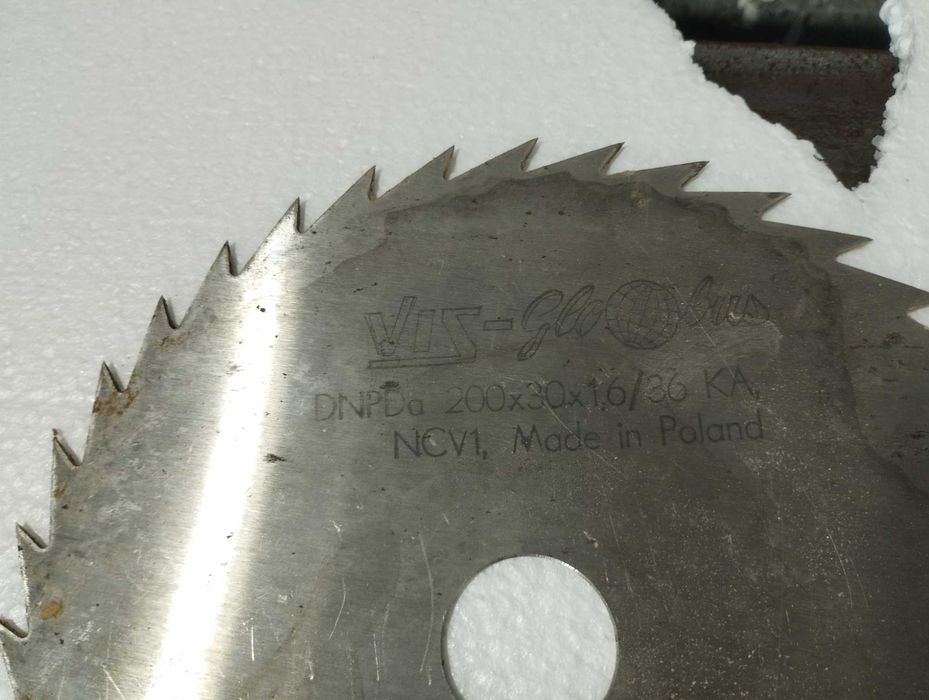 VIS-Globus
DNPDa 200x30x1,6/36 KA,
NCV1, Made in Poland